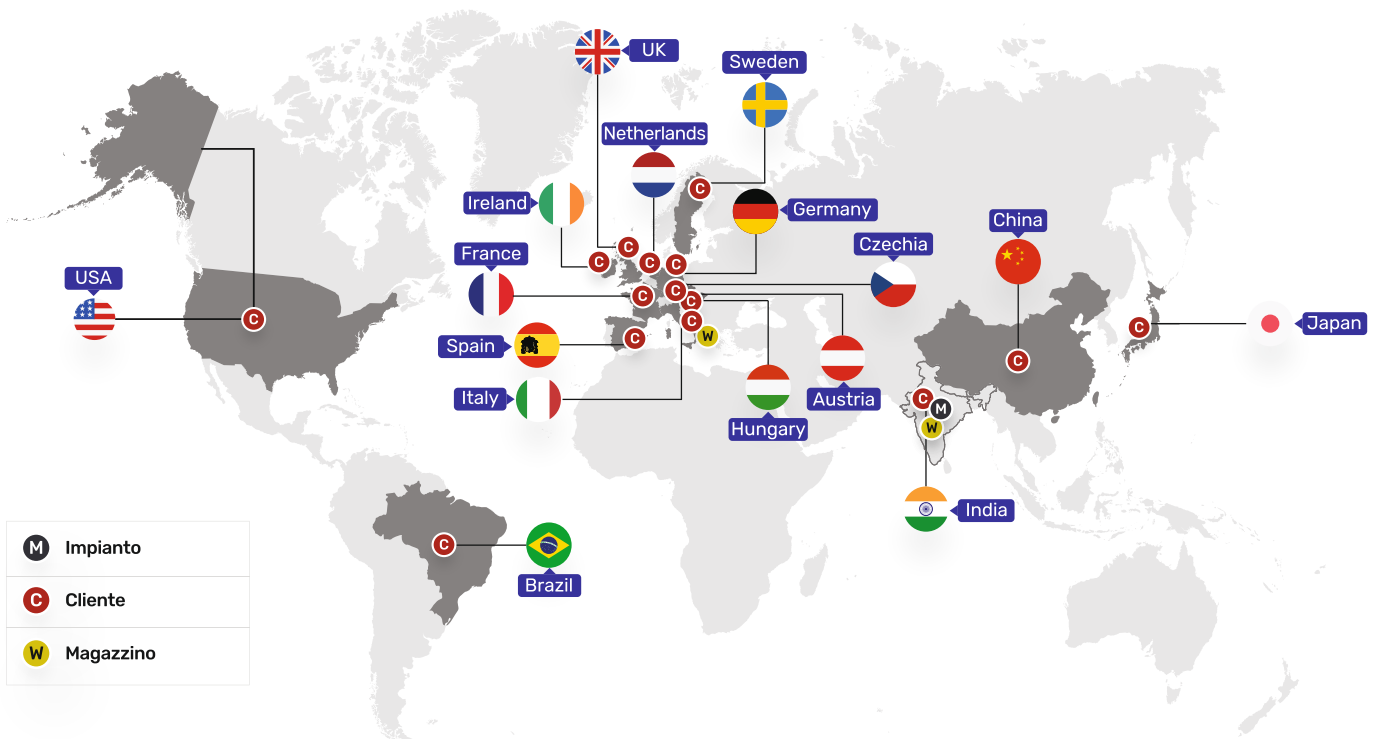 UK
Sweden
Netherlands
Ireland
Germany
China
Czechia
France
USA
Japan
Spain
Italy
Austria
Hungary
India
Brazil
C
C
C
C
C
C
C
C
C
C
C
W
C
C
C
M
W
C
M Impianto
C Cliente
W Magazzino